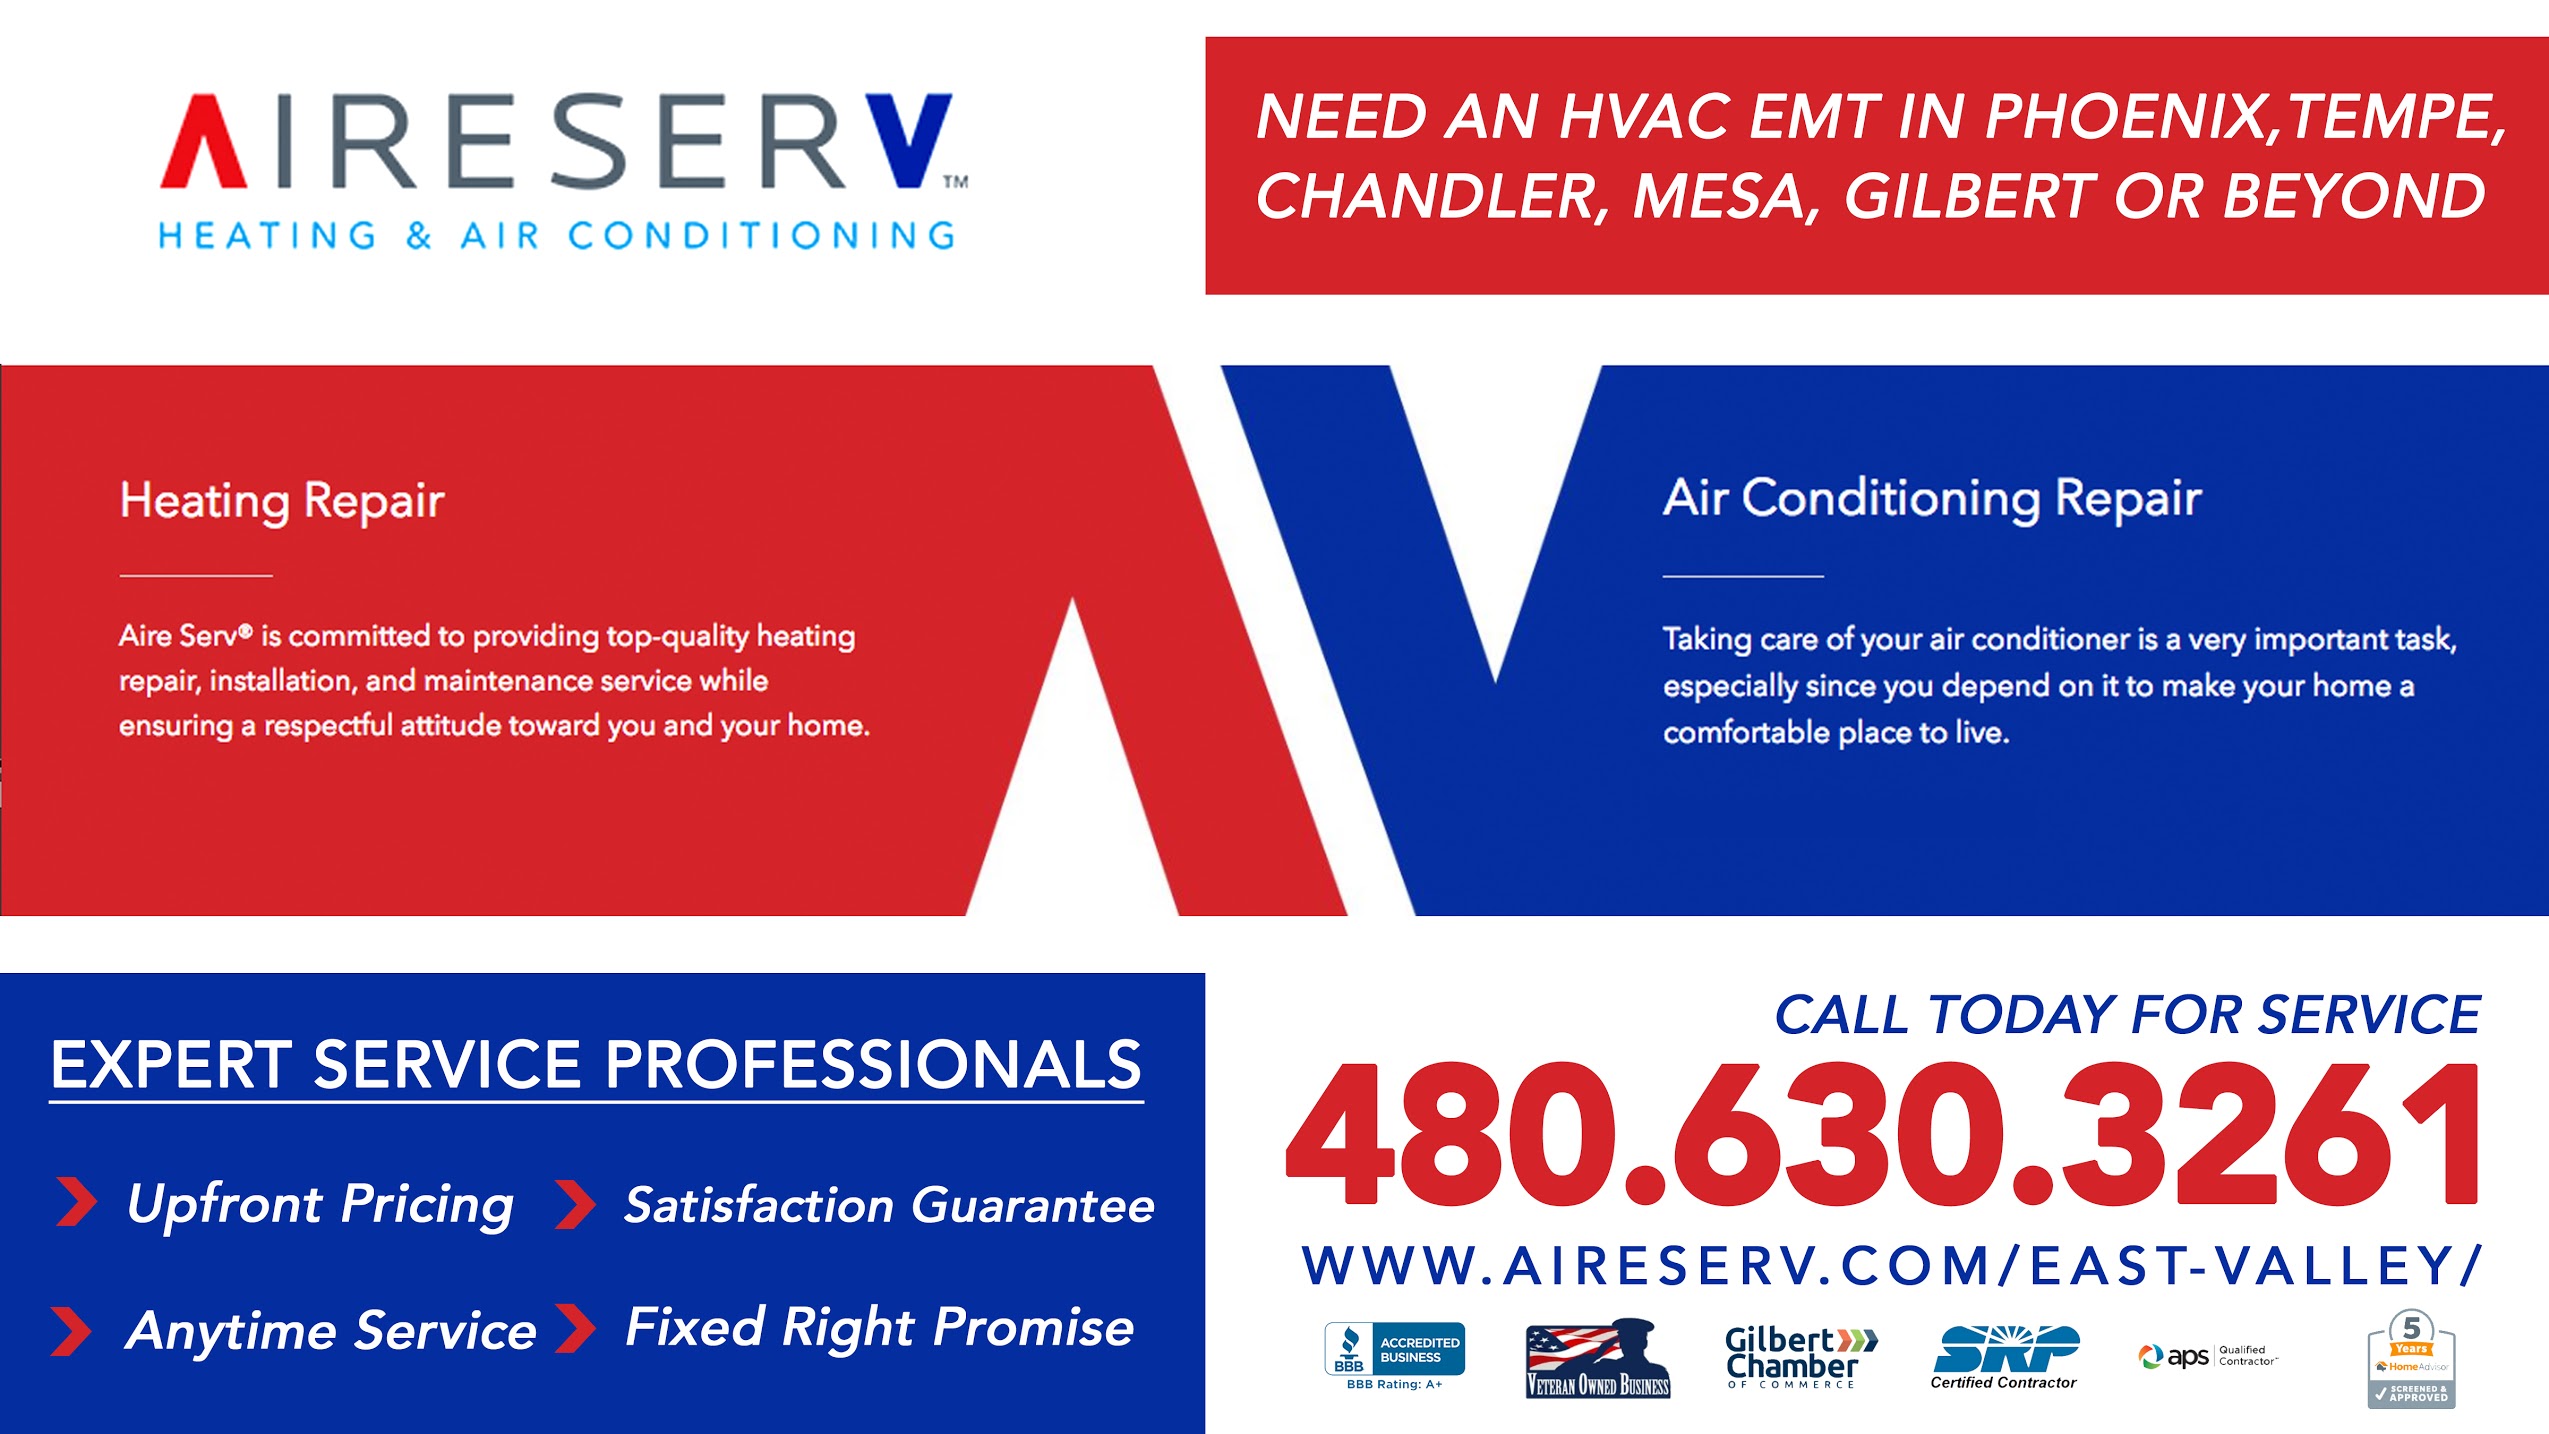 AIRESERV™
HEATING & AIR CONDITIONING
NEED AN HVAC EMT IN PHOENIX,TEMPE,
CHANDLER, MESA, GILBERT OR BEYOND
Heating Repair
Aire Serv® is committed to providing top-quality heating
repair, installation, and maintenance service while
ensuring a respectful attitude toward you and your home.
Air Conditioning Repair
Taking care of your air conditioner is a very important task,
especially since you depend on it to make your home a
comfortable place to live.
EXPERT SERVICE PROFESSIONALS
Upfront Pricing
Satisfaction Guarantee
Anytime Service
Fixed Right Promise
CALL TODAY FOR SERVICE
480.630.3261
WWW.AIRESERV.COM/EAST-VALLEY/
BBB
ACCREDITED
BUSINESS
BBB Rating: A+
VETERAN OWNED BUSINESS
Gilbert
Chamber
OF COMMERCE
SRP
Certified Contractor
aps
Qualified
Contractor™
5
Years
HomeAdvisor
SCREENED &
APPROVED